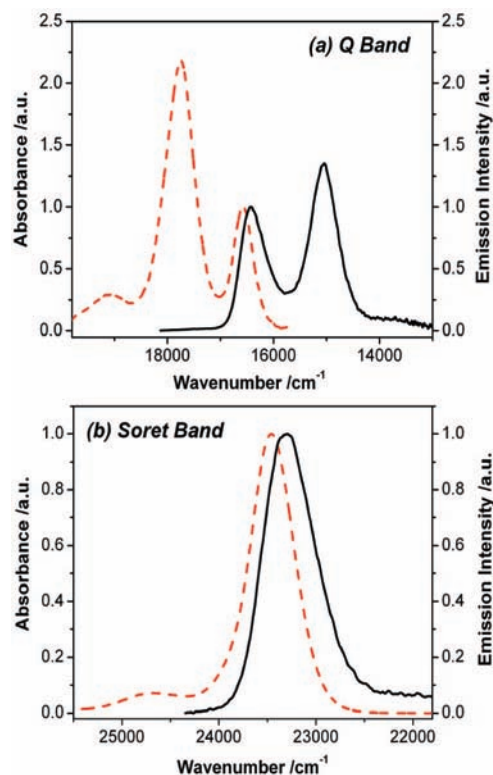 (a) Q Band
Absorbance /a.u.
2.5
2.0
1.5
1.0
0.5
0.0
Emission Intensity /a.u.
2.5
2.0
1.5
1.0
0.5
0.0
18000 16000 14000
Wavenumber /cm⁻¹
(b) Soret Band
Absorbance /a.u.
1.0
0.8
0.6
0.4
0.2
0.0
Emission Intensity /a.u.
1.0
0.8
0.6
0.4
0.2
0.0
25000 24000 23000 22000
Wavenumber /cm⁻¹